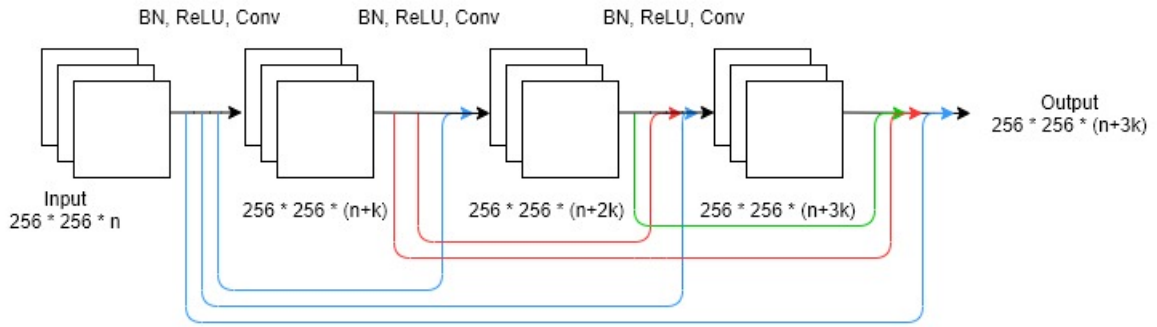 BN, ReLU, Conv
BN, ReLU, Conv
BN, ReLU, Conv
Input
256 * 256 * n
256 * 256 * (n+k)
256 * 256 * (n+2k)
256 * 256 * (n+3k)
Output
256 * 256 * (n+3k)